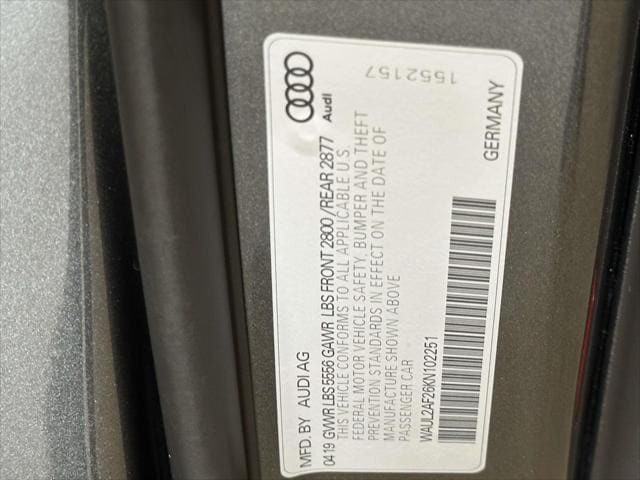 MFD. BY AUDI AG
Audi
0419 GVWR LBS 5556 GAWR LBS FRONT 2800 / REAR 2877
THIS VEHICLE CONFORMS TO ALL APPLICABLE U.S.
FEDERAL MOTOR VEHICLE SAFETY, BUMPER AND THEFT
PREVENTION STANDARDS IN EFFECT ON THE DATE OF
MANUFACTURE SHOWN ABOVE
PASSENGER CAR
WAUL2AF26KN102251
GERMANY
1552157